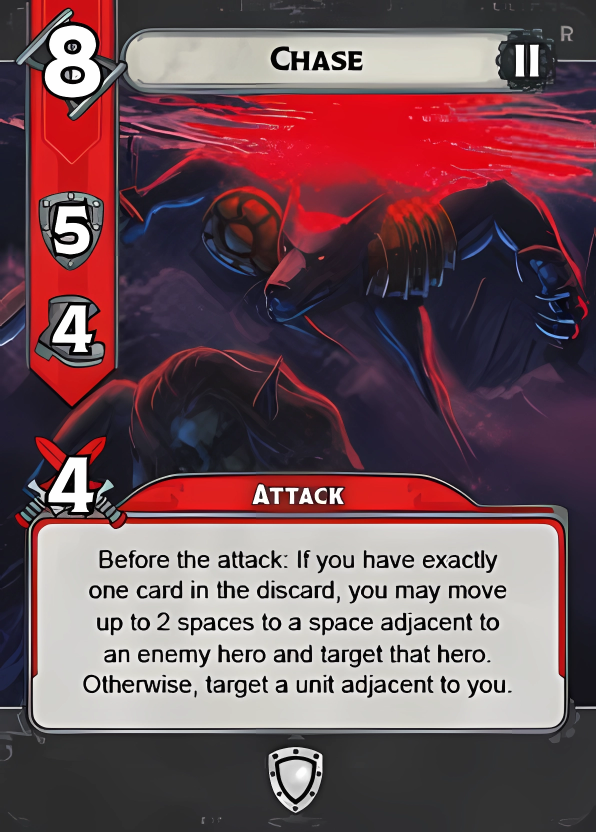 8
CHASE
II
R
5
4
4
ATTACK
Before the attack: If you have exactly
one card in the discard, you may move
up to 2 spaces to a space adjacent to
an enemy hero and target that hero.
Otherwise, target a unit adjacent to you.